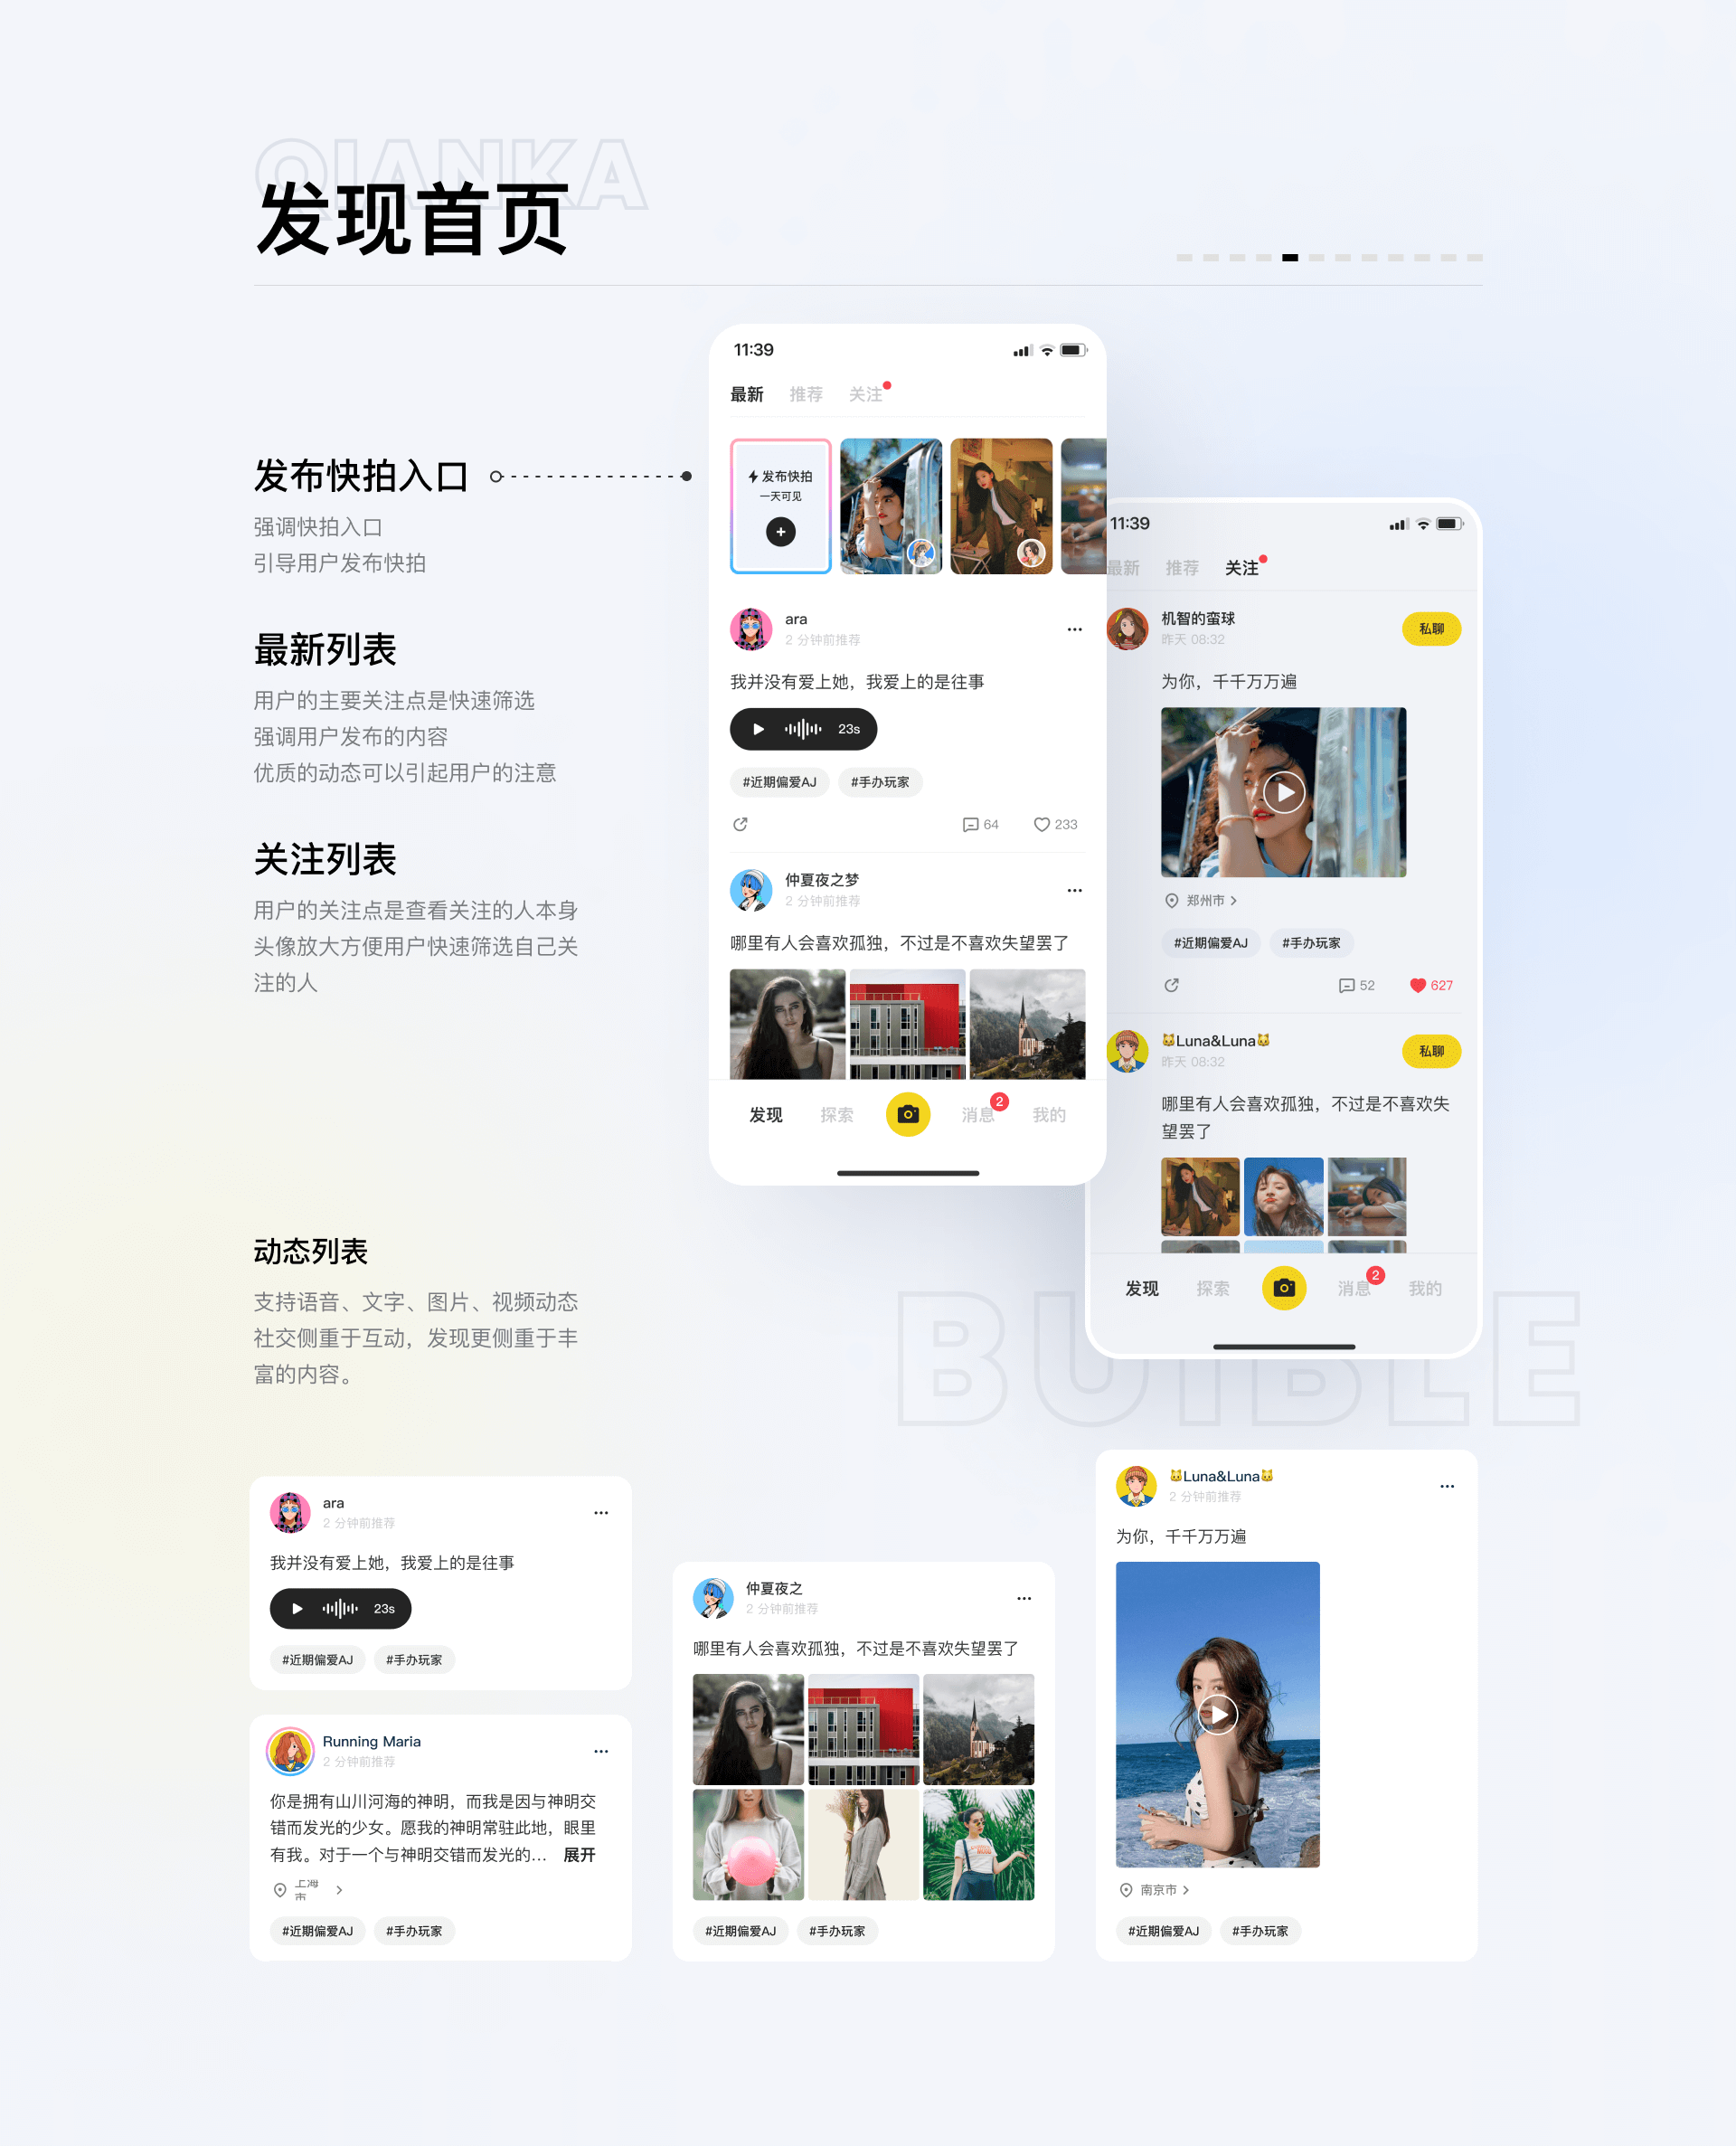 QIANKA
发现首页
发布快拍入口
强调快拍入口
引导用户发布快拍
最新列表
用户的主要关注点是快速筛选
强调用户发布的内容
优质的动态可以引起用户的注意
关注列表
用户的关注点是查看关注的人本身
头像放大方便用户快速筛选自己关
注的人
11:39
最新 推荐 关注
发布快拍
一天可见
ara
2 分钟前推荐
我并没有爱上她，我爱上的是往事
23s
#近期偏爱AJ #手办玩家
64 233
仲夏夜之梦
2 分钟前推荐
哪里有人会喜欢孤独，不过是不喜欢失望罢了
发现 探索 消息 2 我的
11:39
最新 推荐 关注
机智的蛮球
昨天 08:32
私聊
为你，千千万万遍
郑州市
#近期偏爱AJ #手办玩家
52 627
🐱Luna&Luna🐱
昨天 08:32
私聊
哪里有人会喜欢孤独，不过是不喜欢失
望罢了
发现 探索 消息 2 我的
BUIBLE
动态列表
支持语音、文字、图片、视频动态
社交侧重于互动，发现更侧重于丰
富的内容。
ara
2 分钟前推荐
我并没有爱上她，我爱上的是往事
23s
#近期偏爱AJ #手办玩家
Running Maria
2 分钟前推荐
你是拥有山川河海的神明，而我是因与神明交
错而发光的少女。愿我的神明常驻此地，眼里
有我。对于一个与神明交错而发光的... 展开
上海
市
#近期偏爱AJ #手办玩家
仲夏夜之
2 分钟前推荐
哪里有人会喜欢孤独，不过是不喜欢失望罢了
#近期偏爱AJ #手办玩家
🐱Luna&Luna🐱
2 分钟前推荐
为你，千千万万遍
南京市
#近期偏爱AJ #手办玩家